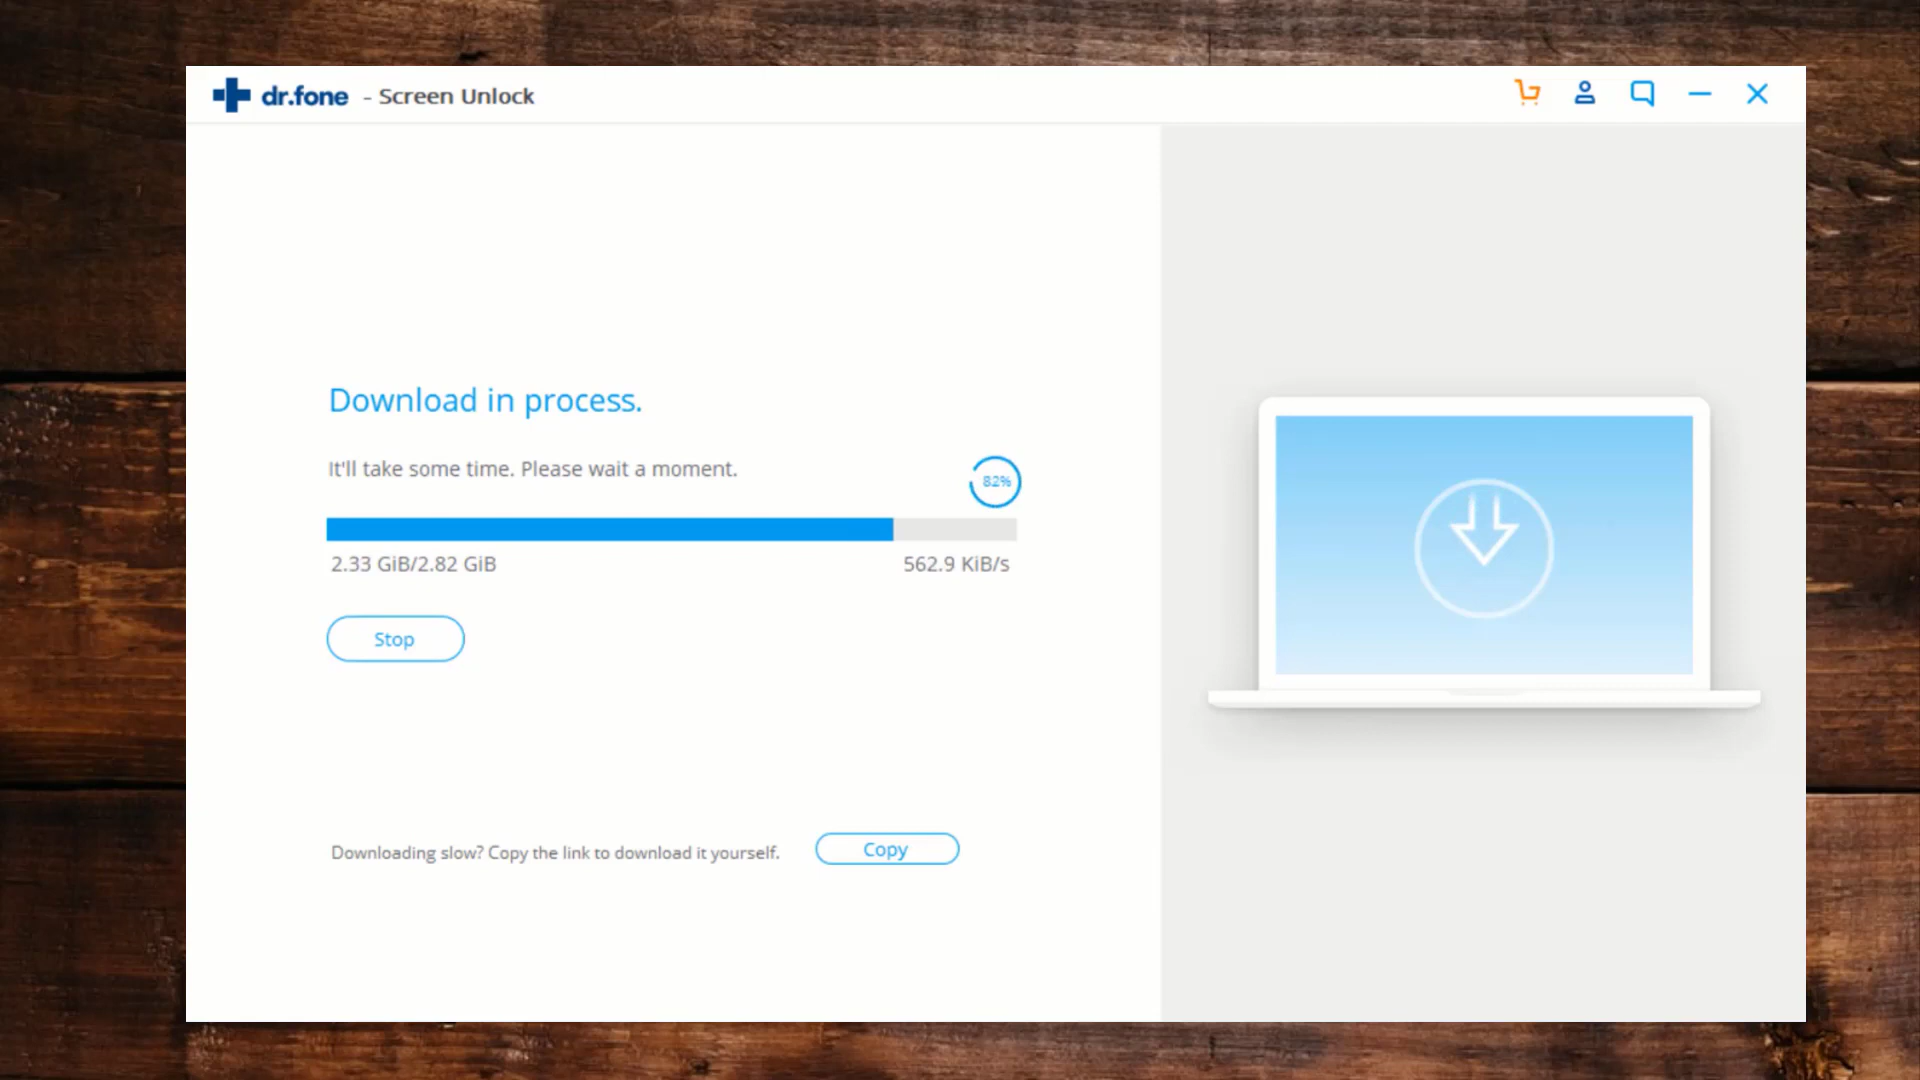 dr.fone - Screen Unlock
Download in process.
It'll take some time. Please wait a moment.
82%
2.33 GiB/2.82 GiB
562.9 KiB/s
Stop
Downloading slow? Copy the link to download it yourself.
Copy